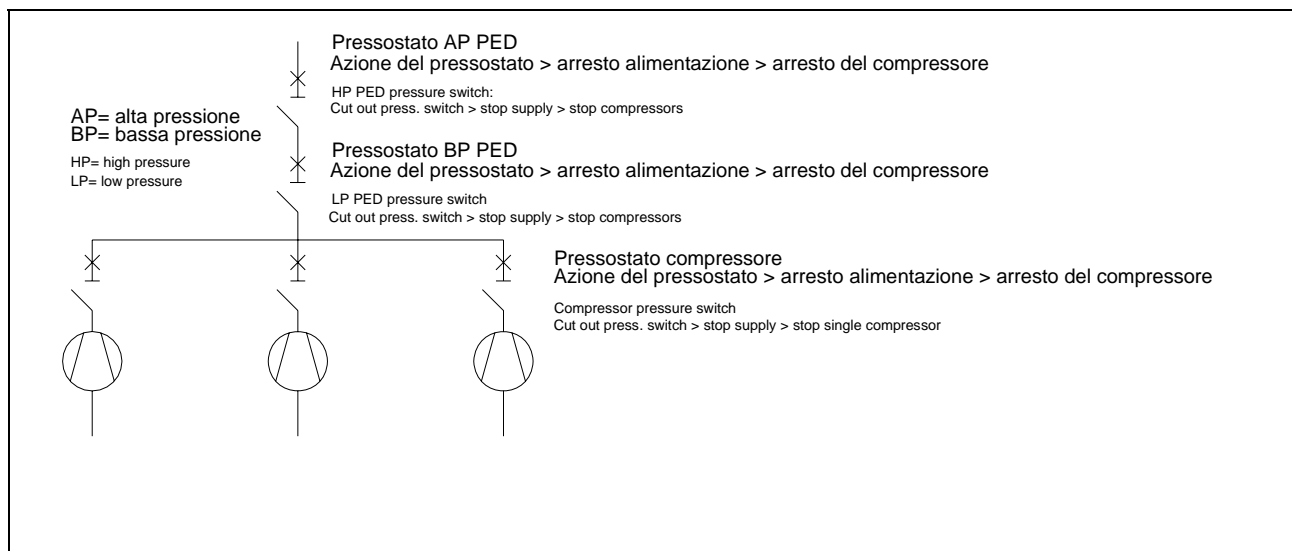 Pressostato AP PED
Azione del pressostato > arresto alimentazione > arresto del compressore
HP PED pressure switch:
Cut out press. switch > stop supply > stop compressors
AP= alta pressione
BP= bassa pressione
HP= high pressure
LP= low pressure
Pressostato BP PED
Azione del pressostato > arresto alimentazione > arresto del compressore
LP PED pressure switch
Cut out press. switch > stop supply > stop compressors
Pressostato compressore
Azione del pressostato > arresto alimentazione > arresto del compressore
Compressor pressure switch
Cut out press. switch > stop supply > stop single compressor